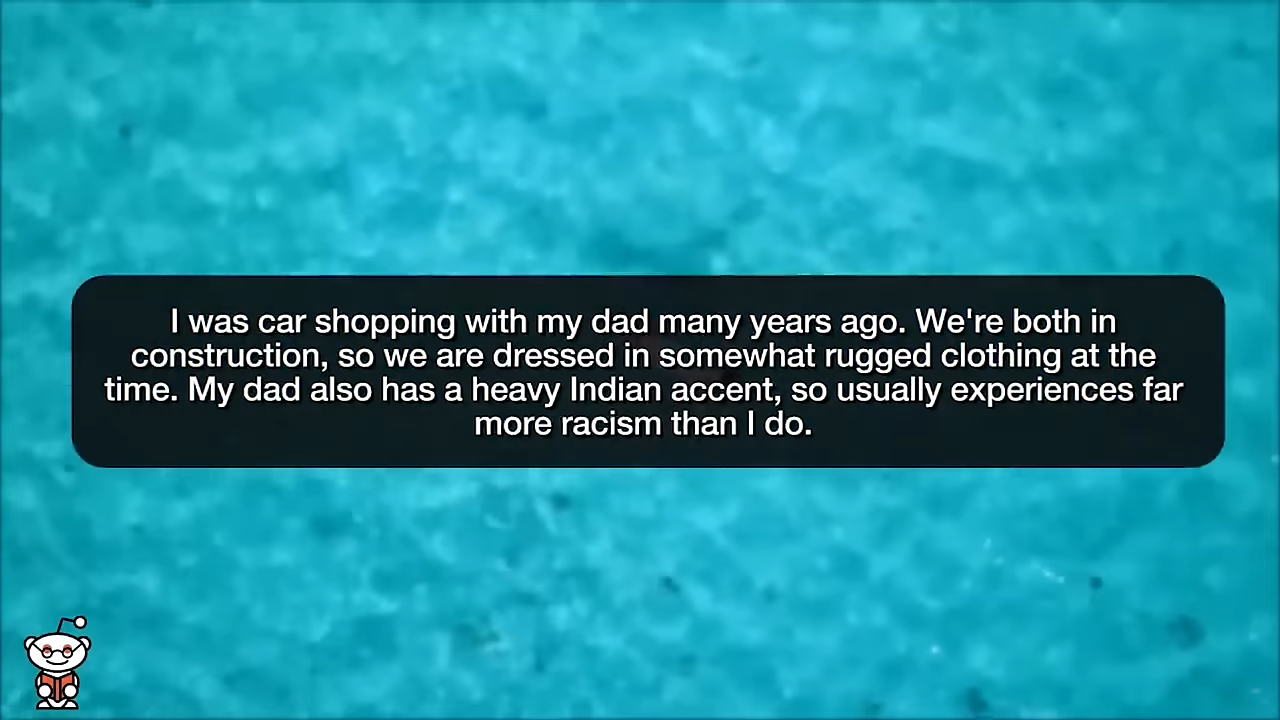 I was car shopping with my dad many years ago. We're both in
construction, so we are dressed in somewhat rugged clothing at the
time. My dad also has a heavy Indian accent, so usually experiences far
more racism than I do.